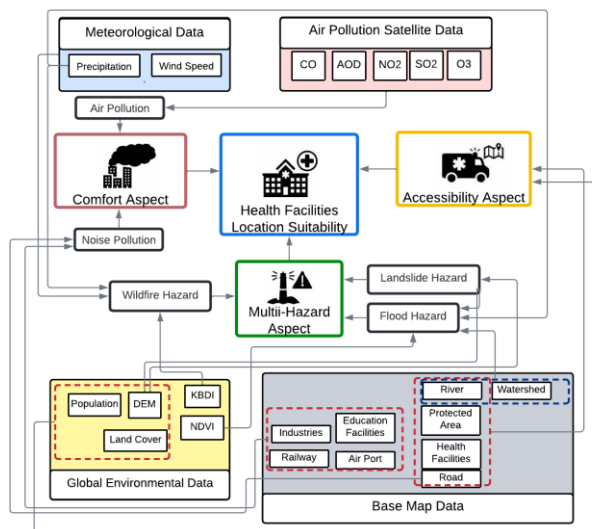 Meteorological Data
Precipitation
Wind Speed
Air Pollution Satellite Data
CO
AOD
NO2
SO2
O3
Air Pollution
Comfort Aspect
Health Facilities
Location Suitability
Accessibility Aspect
Noise Pollution
Wildfire Hazard
Multii-Hazard
Aspect
Landslide Hazard
Flood Hazard
Population
DEM
KBDI
Land Cover
NDVI
Global Environmental Data
Industries
Education
Facilities
Railway
Air Port
River
Watershed
Protected
Area
Health
Facilities
Road
Base Map Data